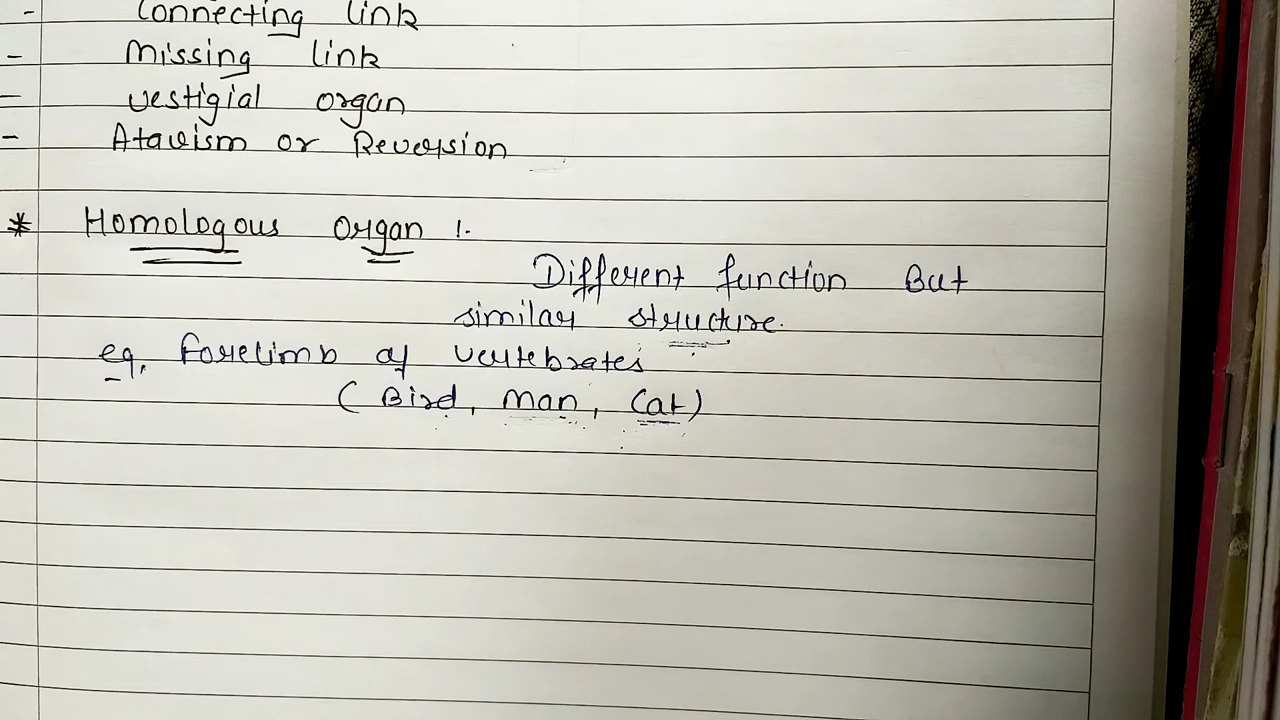 - Connecting link
- Missing link
- vestigial organ
- Atavism or Reversion
* Homologous Organ :-
Different function But
similar structure.
eg, forelimb of vertebrates
( Bird, Man, Cat)